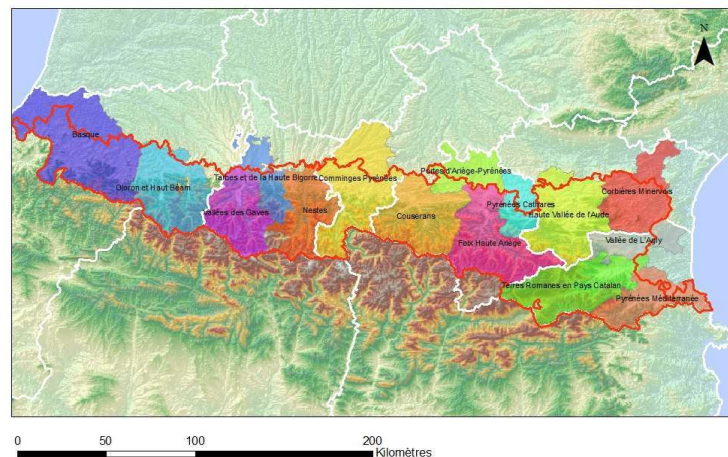 N
Basque
Oloron et Haut Béarn
Tarbes et de la Haute Bigorre
Vallées des Gaves
Nestes
Comminges Pyrénées
Couserans
Portes d'Ariège-Pyrénées
Foix Haute Ariège
Pyrénées Cathares
Haute Vallée de l'Aude
Corbières Minervois
Vallée de L'Agly
Terres Romanes en Pays Catalan
Pyrénées Méditerranée
0 50 100 200
Kilomètres